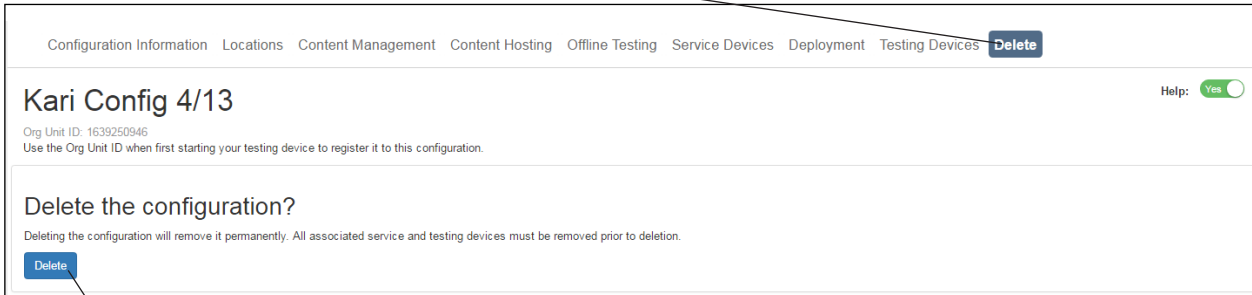 Configuration Information Locations Content Management Content Hosting Offline Testing Service Devices Deployment Testing Devices Delete
Kari Config 4/13
Help: Yes
Org Unit ID: 1639250946
Use the Org Unit ID when first starting your testing device to register it to this configuration.
Delete the configuration?
Deleting the configuration will remove it permanently. All associated service and testing devices must be removed prior to deletion.
Delete